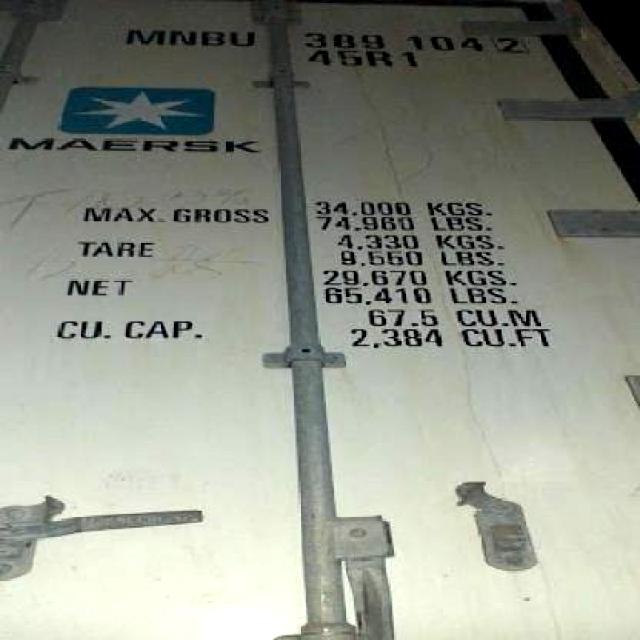 MNBU 389 104 2
45R1
MAERSK
MAX. GROSS 34.000 KGS.
74.960 LBS.
TARE 4.330 KGS.
9.550 LBS.
NET 29.670 KGS.
65.410 LBS.
CU. CAP. 67.5 CU.M
2,384 CU.FT